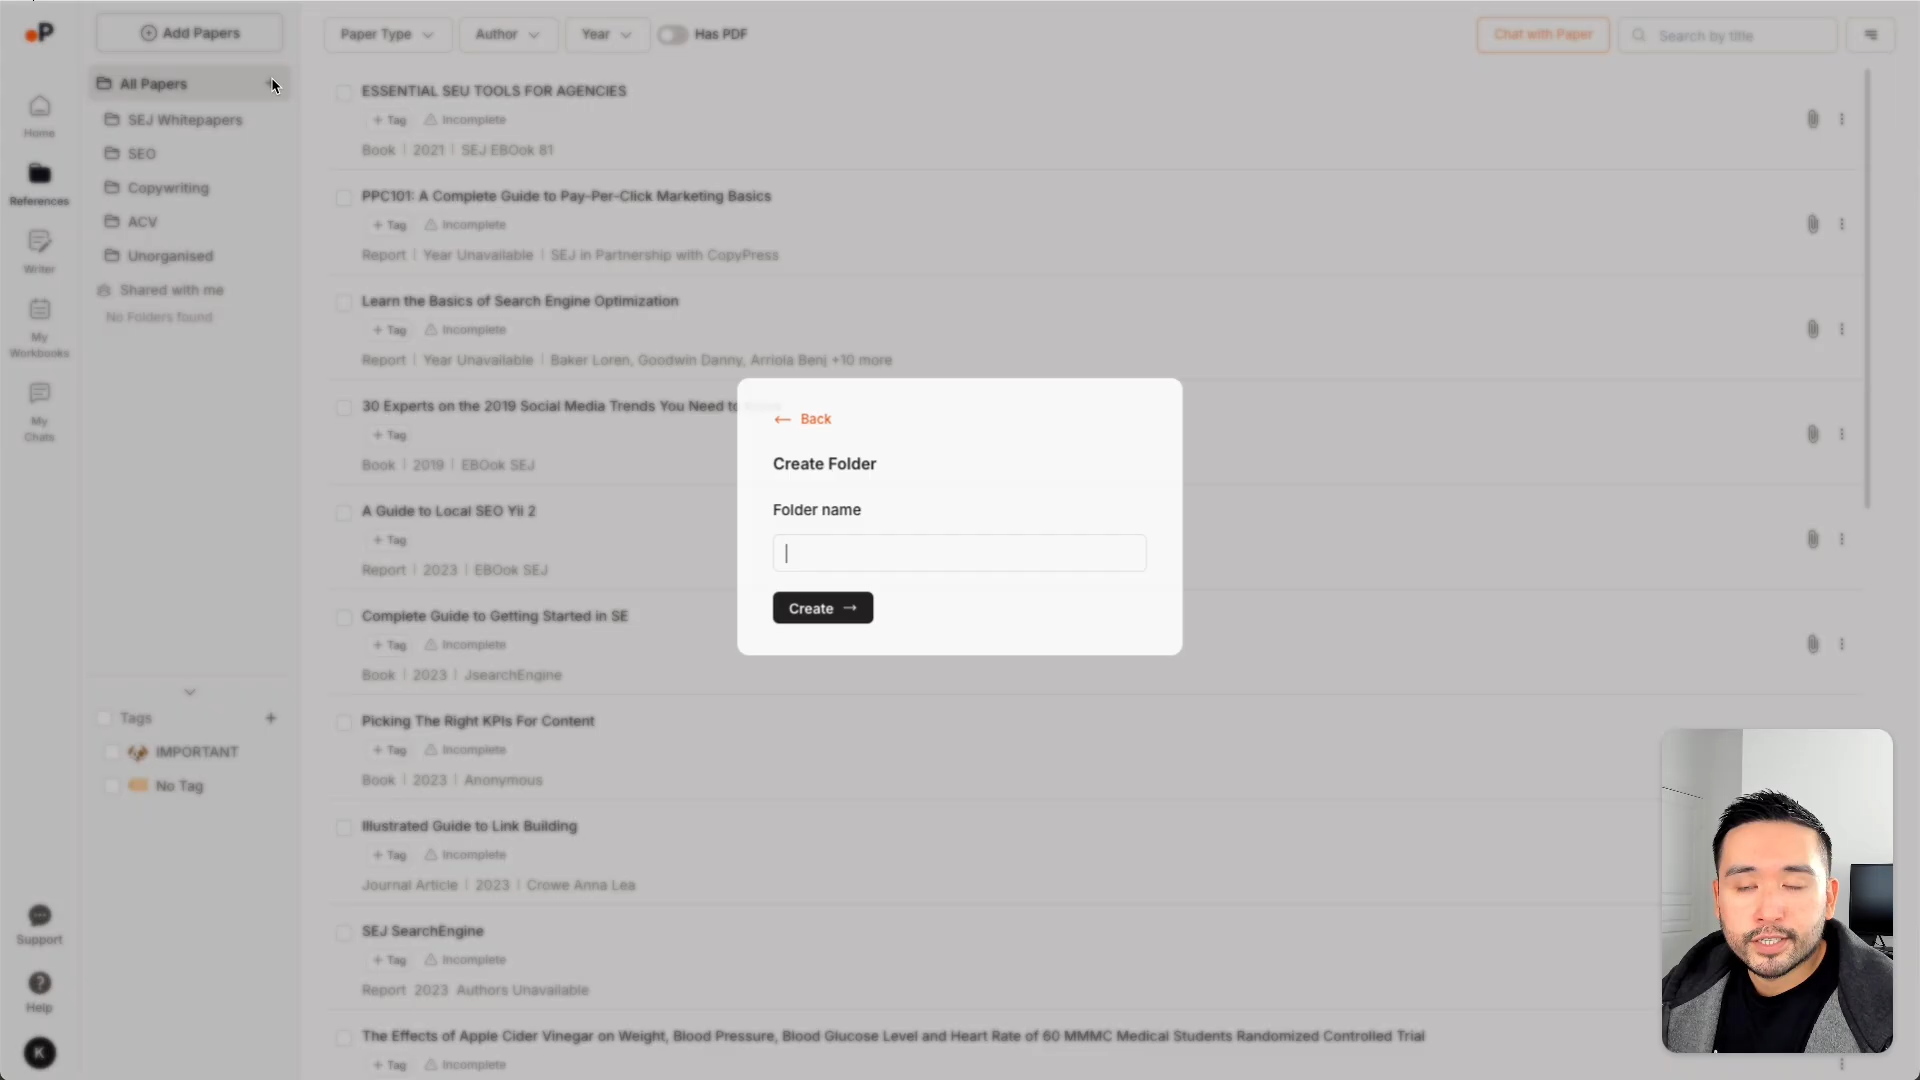 P
Add Papers
Paper Type
Author
Year
Has PDF
Chat with Paper
Search by title
All Papers
SEJ Whitepapers
SEO
Copywriting
ACV
Unorganised
Shared with me
No Folders found
Home
References
Writer
My
Workbooks
My
Chats
Tags
IMPORTANT
No Tag
Support
Help
K
ESSENTIAL SEU TOOLS FOR AGENCIES
+ Tag Incomplete
Book | 2021 | SEJ EBOok 81
PPC101: A Complete Guide to Pay-Per-Click Marketing Basics
+ Tag Incomplete
Report | Year Unavailable | SEJ in Partnership with CopyPress
Learn the Basics of Search Engine Optimization
+ Tag Incomplete
Report | Year Unavailable | Baker Loren, Goodwin Danny, Arriola Benj +10 more
30 Experts on the 2019 Social Media Trends You Need to
+ Tag
Book | 2019 | EBOok SEJ
A Guide to Local SEO Yii 2
+ Tag
Report | 2023 | EBOok SEJ
Complete Guide to Getting Started in SE
+ Tag Incomplete
Book | 2023 | JsearchEngine
Picking The Right KPIs For Content
+ Tag Incomplete
Book | 2023 | Anonymous
Illustrated Guide to Link Building
+ Tag Incomplete
Journal Article | 2023 | Crowe Anna Lea
SEJ SearchEngine
+ Tag Incomplete
Report 2023 Authors Unavailable
The Effects of Apple Cider Vinegar on Weight, Blood Pressure, Blood Glucose Level and Heart Rate of 60 MMMC Medical Students Randomized Controlled Trial
+ Tag Incomplete
← Back
Create Folder
Folder name
Create →